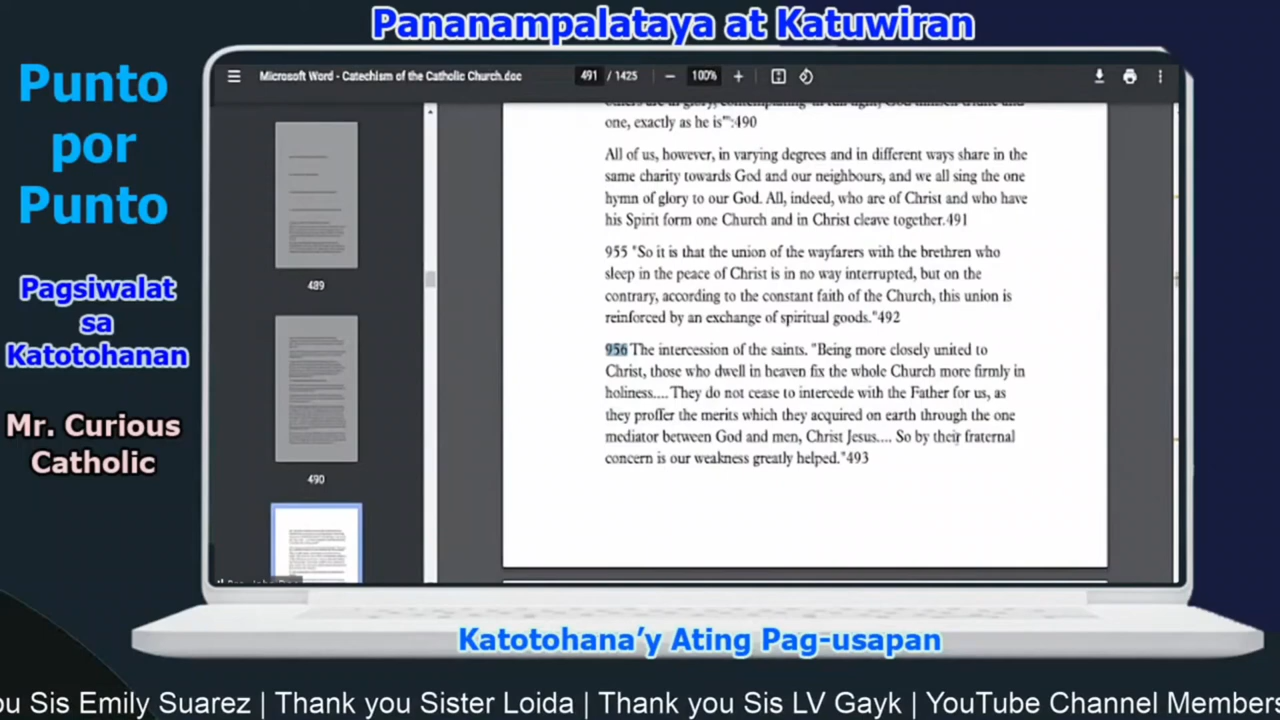 Pananampalataya at Katuwiran
Punto
por
Punto
Pagsiwalat
sa
Katotohanan
Mr. Curious
Catholic
Microsoft Word - Catechism of the Catholic Church.doc
491 / 1425
100%
489
490
one, exactly as he is"':490
All of us, however, in varying degrees and in different ways share in the
same charity towards God and our neighbours, and we all sing the one
hymn of glory to our God. All, indeed, who are of Christ and who have
his Spirit form one Church and in Christ cleave together.491
955 "So it is that the union of the wayfarers with the brethren who
sleep in the peace of Christ is in no way interrupted, but on the
contrary, according to the constant faith of the Church, this union is
reinforced by an exchange of spiritual goods."492
956 The intercession of the saints. "Being more closely united to
Christ, those who dwell in heaven fix the whole Church more firmly in
holiness.... They do not cease to intercede with the Father for us, as
they proffer the merits which they acquired on earth through the one
mediator between God and men, Christ Jesus.... So by their fraternal
concern is our weakness greatly helped."493
Katotohana'y Ating Pag-usapan
ou Sis Emily Suarez | Thank you Sister Loida | Thank you Sis LV Gayk | YouTube Channel Members